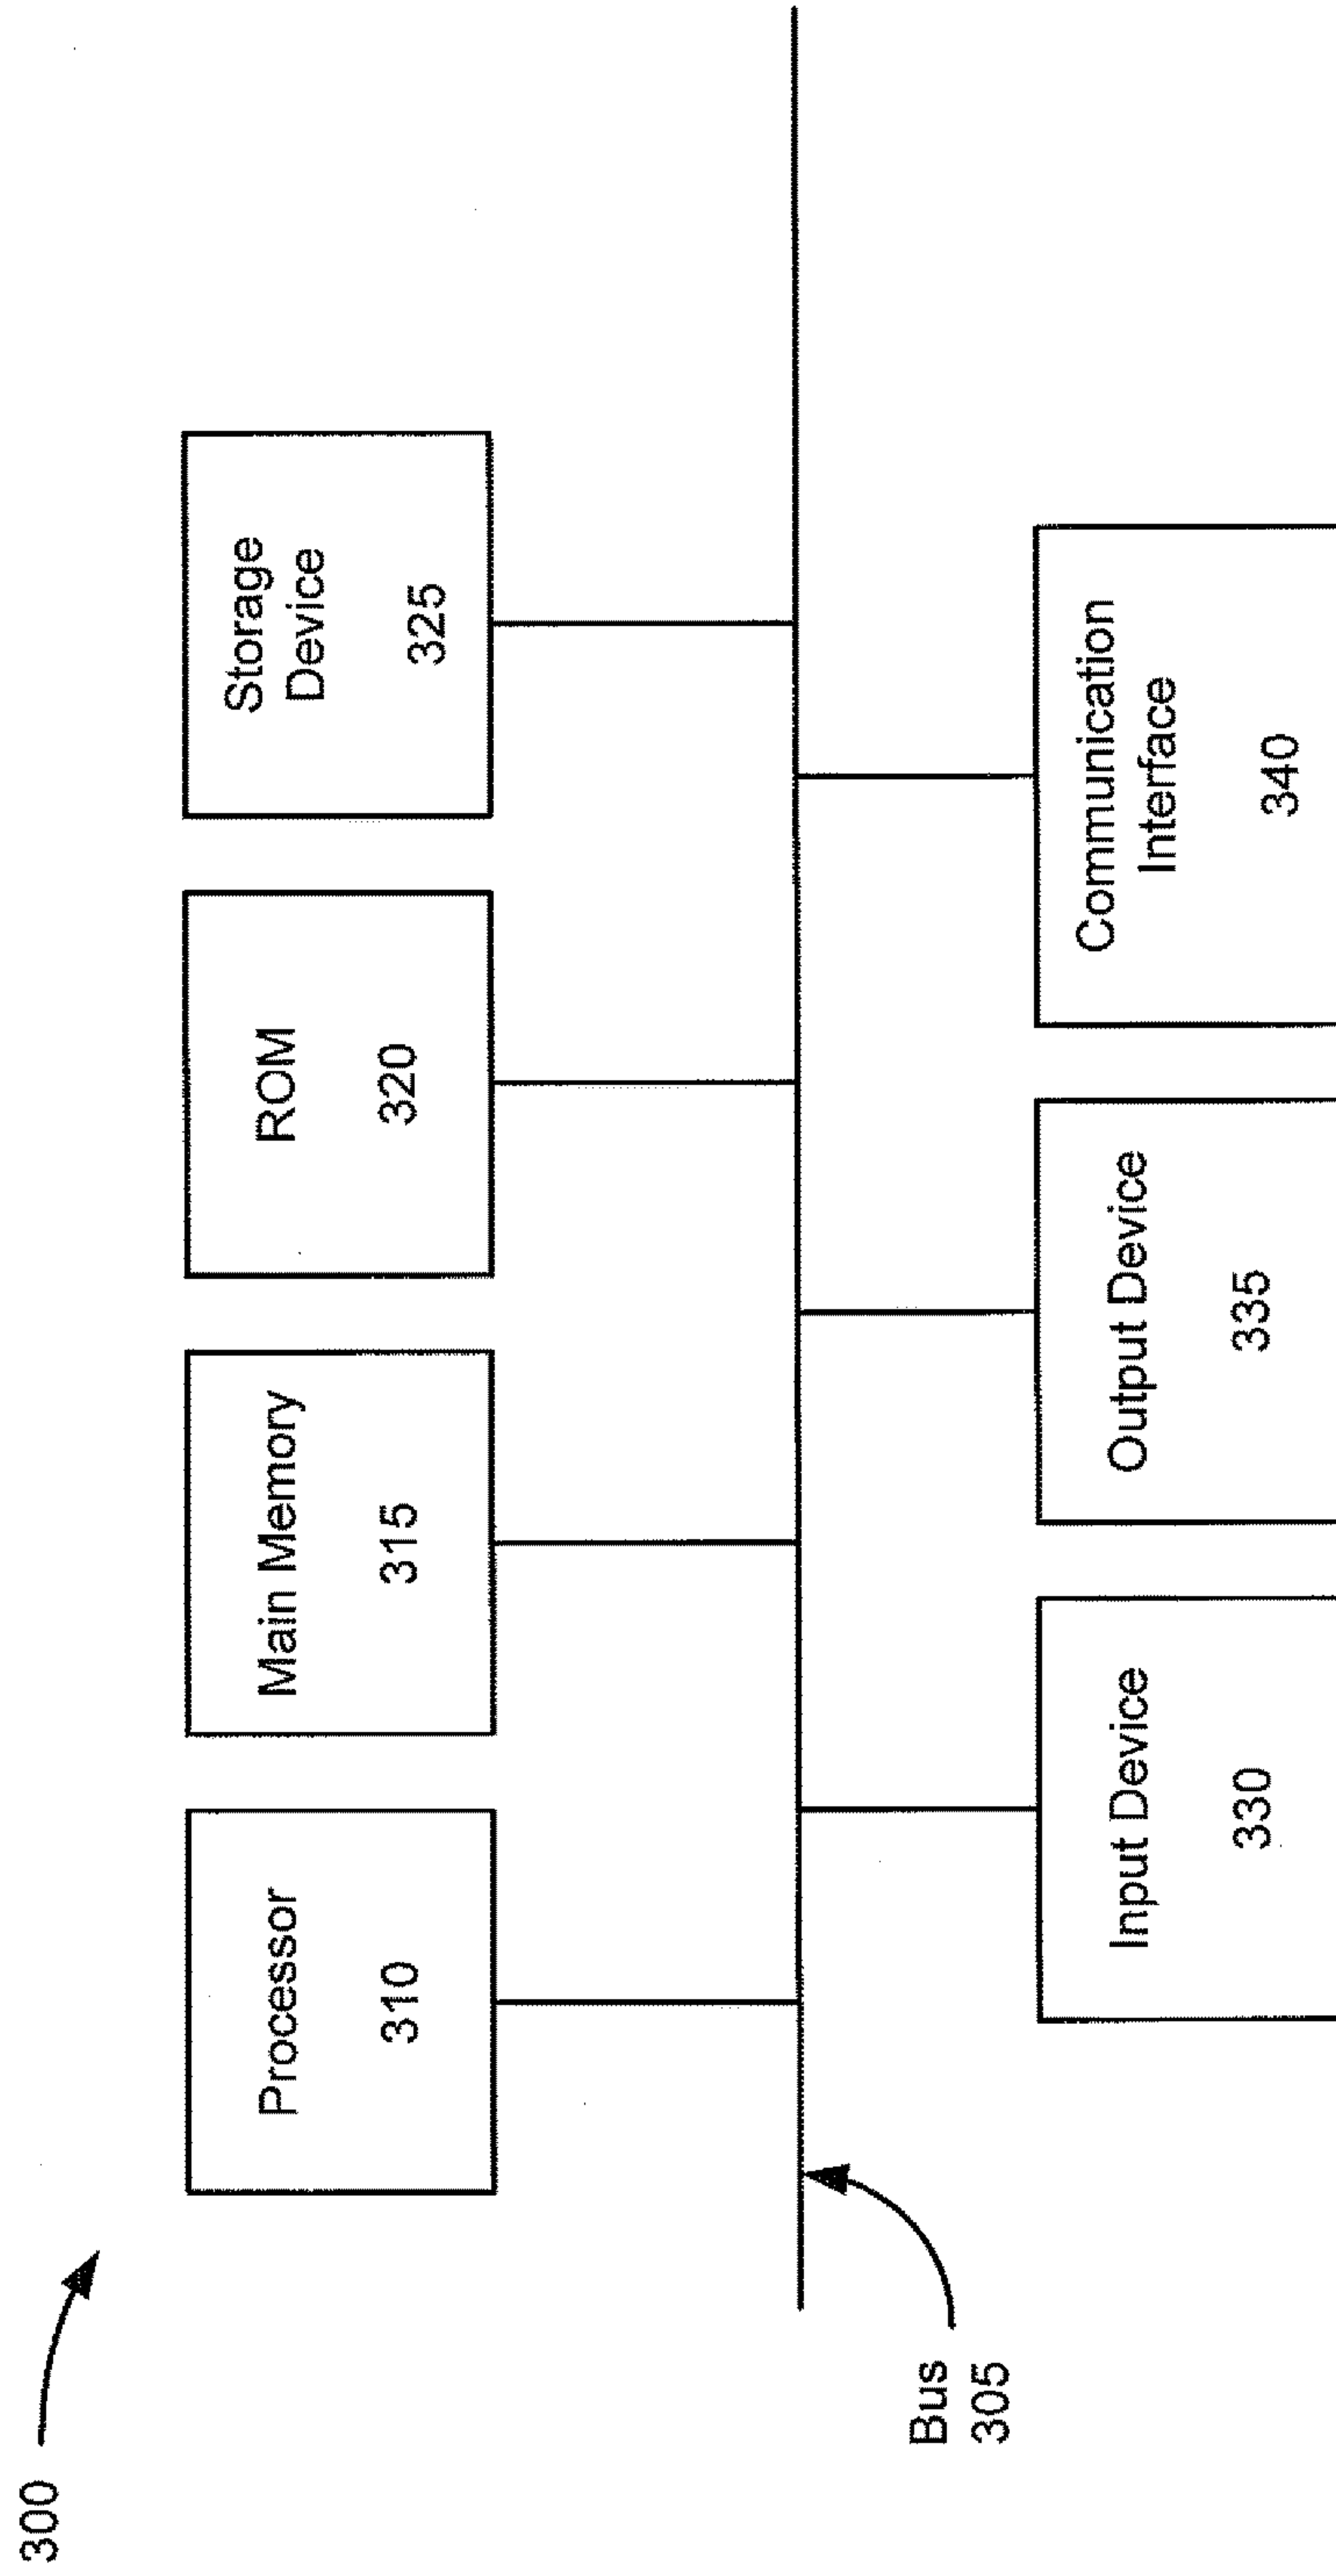 300
Processor
310
Main Memory
315
ROM
320
Storage
Device
325
Bus
305
Input Device
330
Output Device
335
Communication
Interface
340